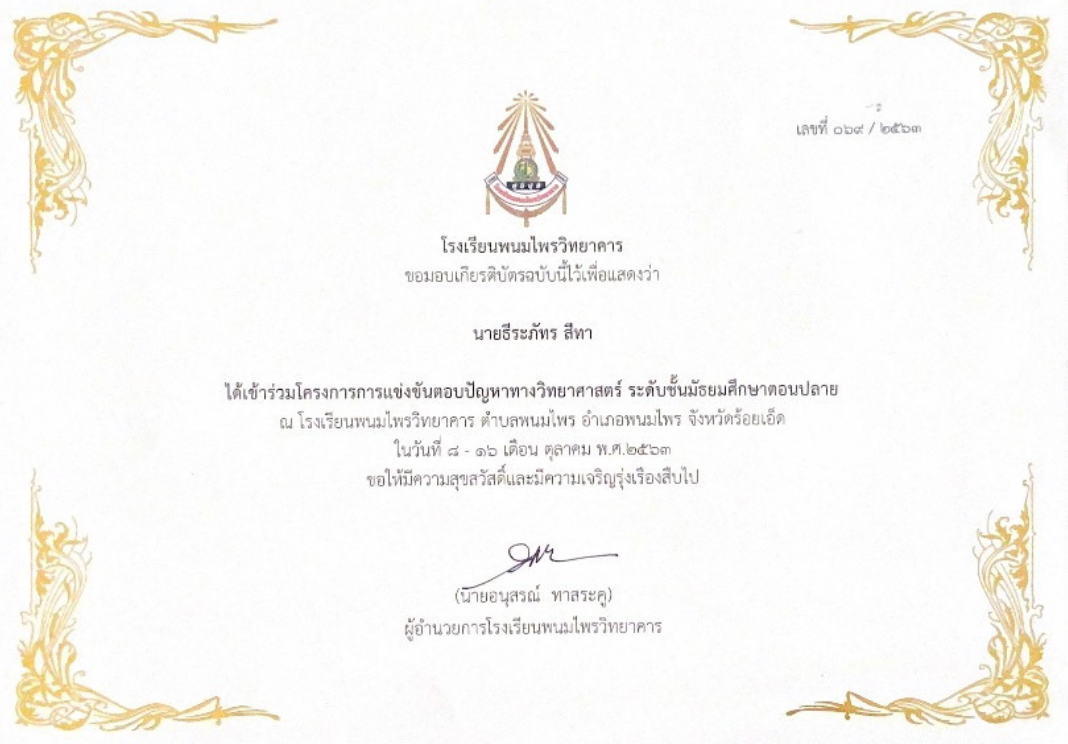 เลขที่ ๐๖๙ / ๒๕๖๓
โรงเรียนพนมไพรวิทยาคาร
ขอมอบเกียรติบัตรฉบับนี้ไว้เพื่อแสดงว่า
นายธีระภัทร สีทา
ได้เข้าร่วมโครงการการแข่งขันตอบปัญหาทางวิทยาศาสตร์ ระดับชั้นมัธยมศึกษาตอนปลาย
ณ โรงเรียนพนมไพรวิทยาคาร ตำบลพนมไพร อำเภอพนมไพร จังหวัดร้อยเอ็ด
ในวันที่ ๘ - ๑๖ เดือน ตุลาคม พ.ศ.๒๕๖๓
ขอให้มีความสุขสวัสดิ์และมีความเจริญรุ่งเรืองสืบไป
(นายอนุสรณ์ ทาสระคู)
ผู้อำนวยการโรงเรียนพนมไพรวิทยาคาร